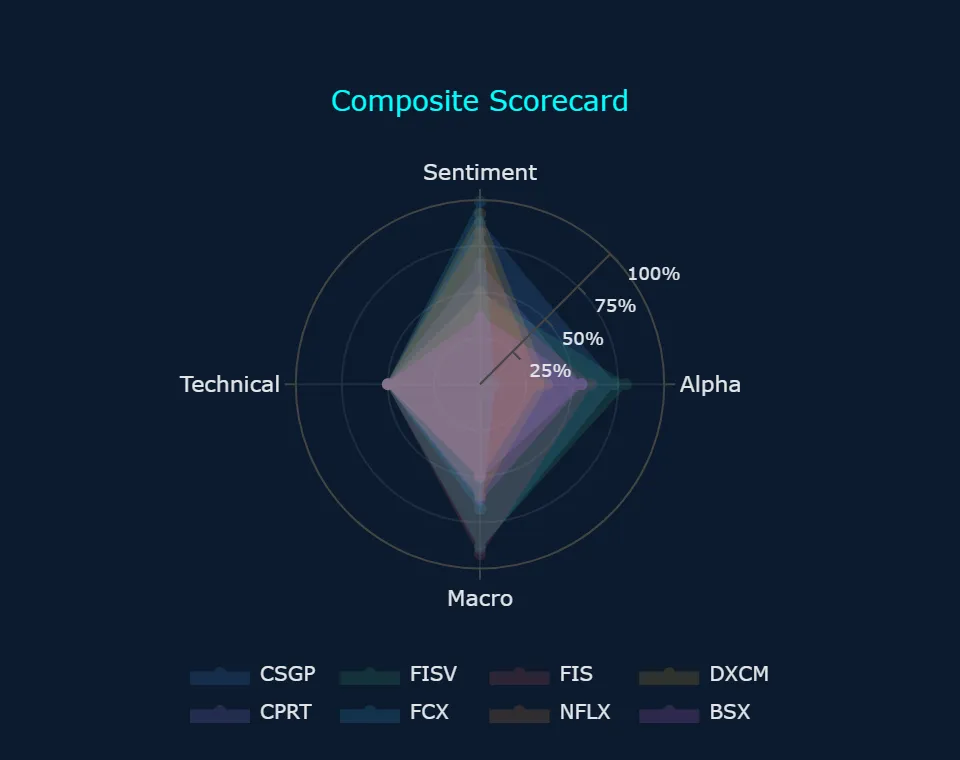 Composite Scorecard
Sentiment
100%
75%
50%
25%
Technical
Alpha
Macro
CSGP FISV FIS DXCM
CPRT FCX NFLX BSX